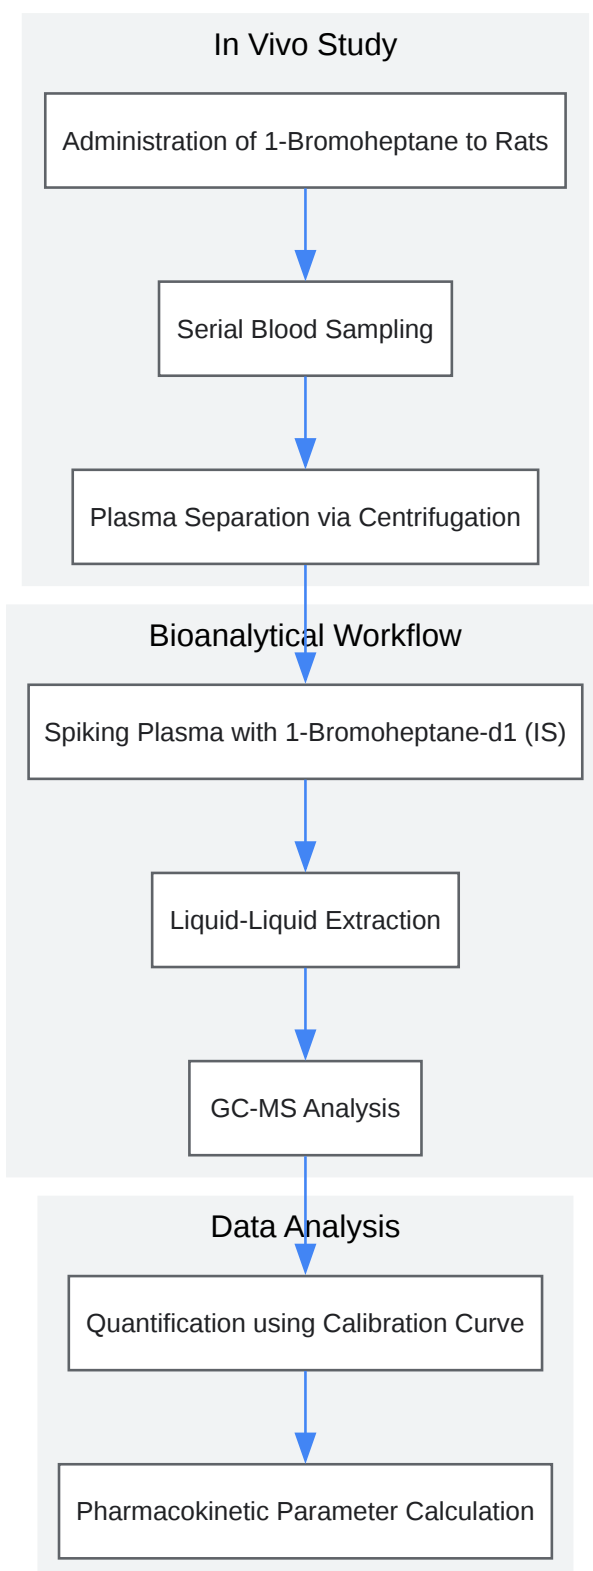 In Vivo Study
Administration of 1-Bromoheptane to Rats
Serial Blood Sampling
Plasma Separation via Centrifugation
Bioanalytical Workflow
Spiking Plasma with 1-Bromoheptane-d1 (IS)
Liquid-Liquid Extraction
GC-MS Analysis
Data Analysis
Quantification using Calibration Curve
Pharmacokinetic Parameter Calculation